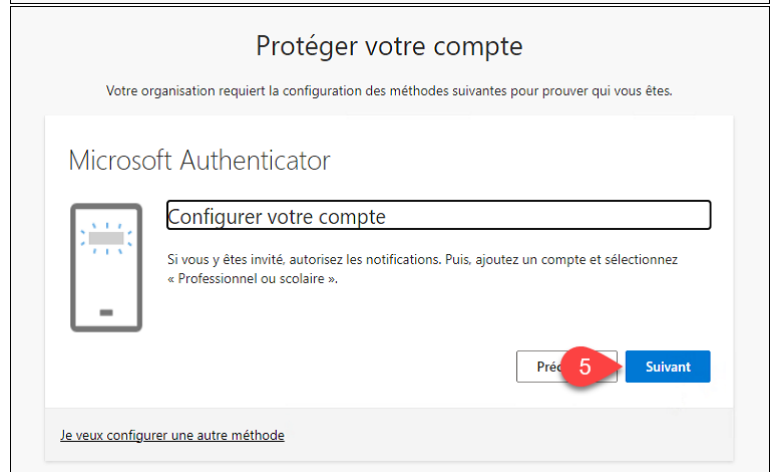 Protéger votre compte
Votre organisation requiert la configuration des méthodes suivantes pour prouver qui vous êtes.
Microsoft Authenticator
Configurer votre compte
Si vous y êtes invité, autorisez les notifications. Puis, ajoutez un compte et sélectionnez
« Professionnel ou scolaire ».
5 Suivant
Je veux configurer une autre méthode